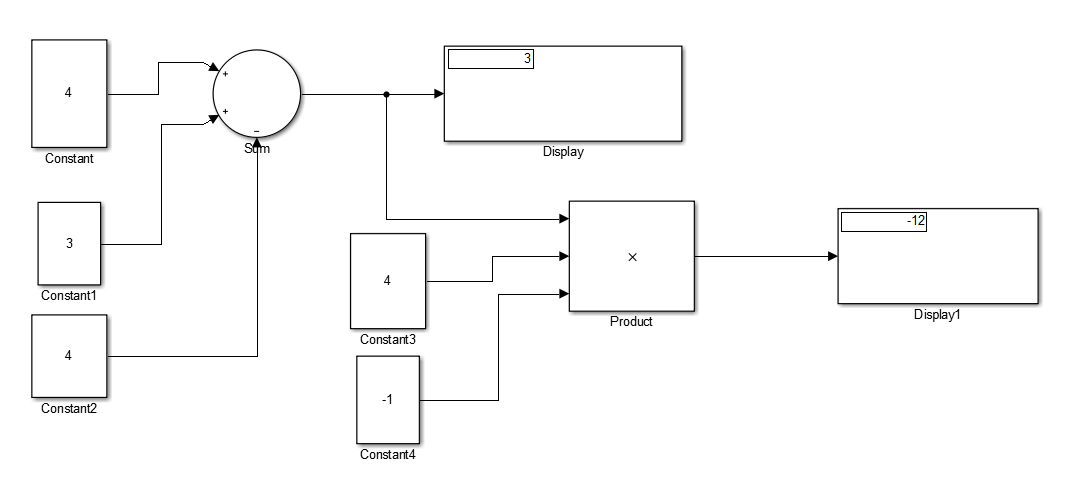 4
Constant
3
Constant1
4
Constant2
+
+
−
Sum
3
Display
4
Constant3
-1
Constant4
×
Product
-12
Display1